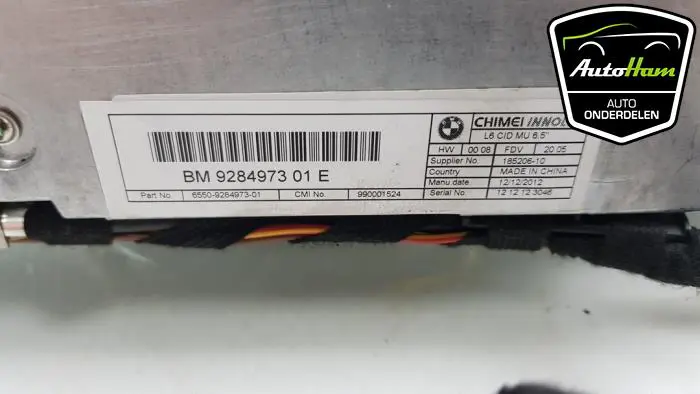 AutoHam
AUTO
ONDERDELEN
BM 9284973 01 E
Part No. 6550-9284973-01 CMI No. 990001524
CHIMEI
L6 CID MU 6.5"
HW 00 08 FDV 20 05
Supplier No. 185206-10
Country MADE IN CHINA
Manu date 12/12/2012
Serial No. 12 12 12 3046